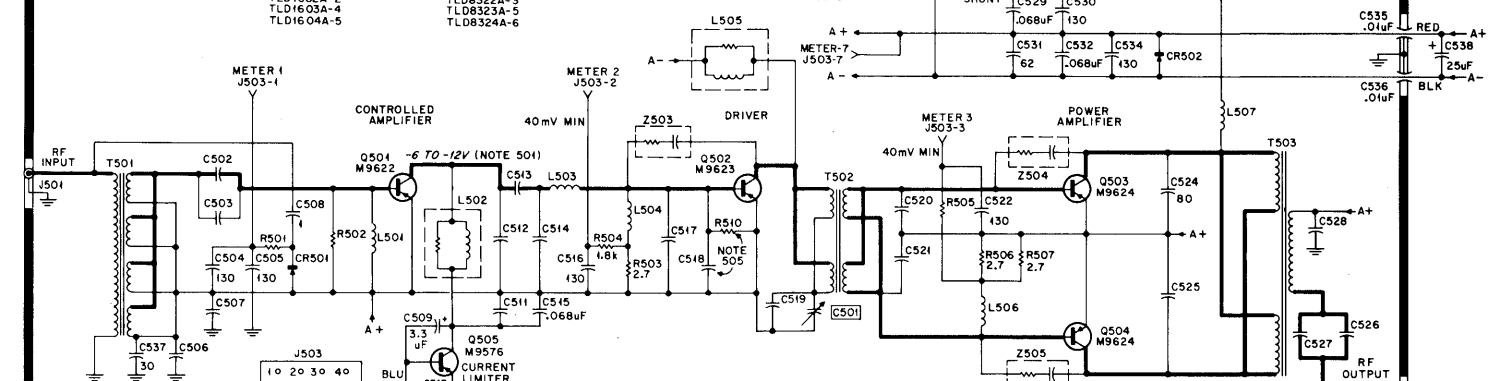 TLD1603A-4
TLD1604A-5
TLD8323A-5
TLD8324A-6
L505
C529
.068uF
C530
130
C535
.01uF
RED
A+
METER-7
J503-7
A+
A-
A-
C531
62
C532
.068uF
C534
130
CR502
+
C538
25uF
A-
C536
.01uF
BLK
METER 1
J503-1
METER 2
J503-2
CONTROLLED
AMPLIFIER
40mV MIN
Z503
DRIVER
METER 3
J503-3
POWER
AMPLIFIER
L507
RF
INPUT
T501
C502
Q501
M9622
-6 TO -12V (NOTE 501)
Q502
M9623
40mV MIN
T503
J501
C503
C508
C513
L503
T502
Z504
Q503
M9624
C524
80
L502
L504
R510
C520
R505
C522
130
C528
A+
R501
R502
L501
C512
C514
C517
NOTE
505
A+
C504
130
C505
130
CR501
R504
1.8k
C516
130
R503
2.7
C518
C521
R506
2.7
R507
2.7
C507
A+
C511
C515
.068uF
C519
C501
L506
C525
C509
+
3.3
uF
Q505
M9576
Q504
M9624
C526
C527
C537
30
C506
J503
1O 2O 3O 4O
BLU
CURRENT
LIMITER
Z505
RF
OUTPUT